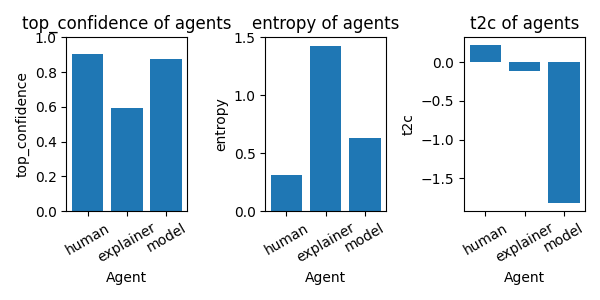 top_confidence of agents
entropy of agents
t2c of agents
top_confidence
1.0
0.8
0.6
0.4
0.2
0.0
human
explainer
model
Agent
entropy
1.5
1.0
0.5
0.0
human
explainer
model
Agent
t2c
0.0
−0.5
−1.0
−1.5
human
explainer
model
Agent